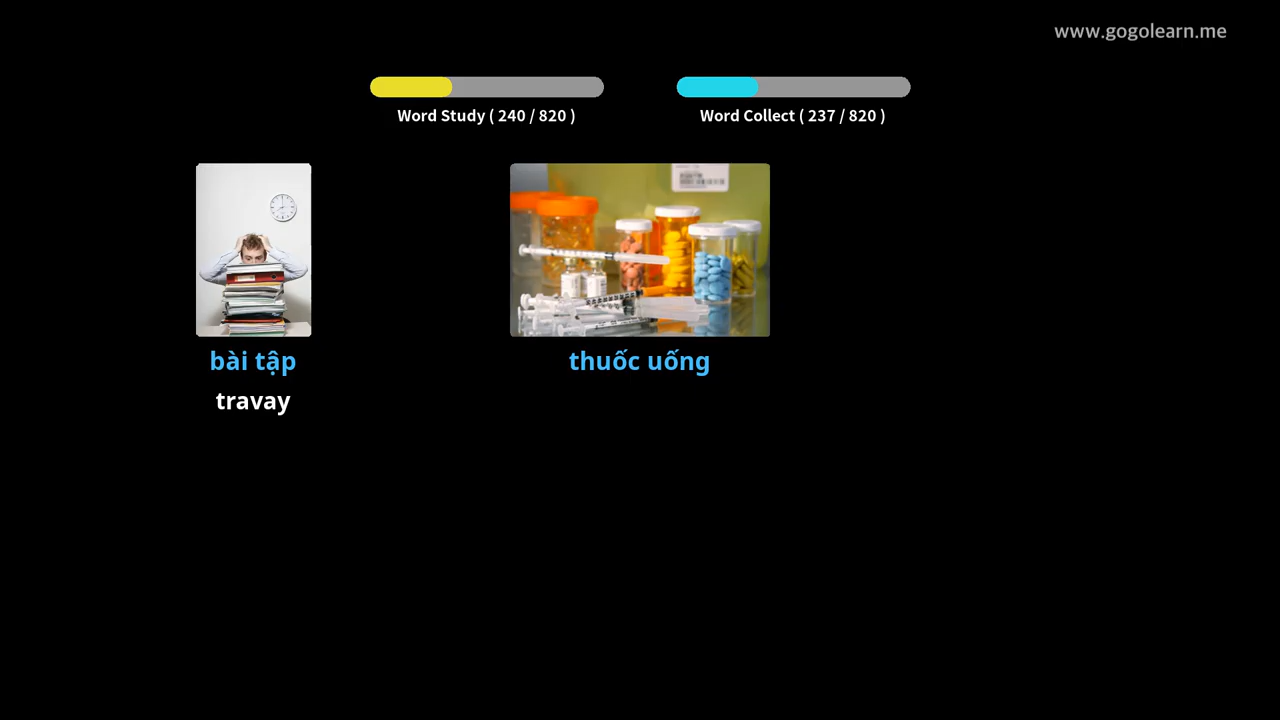 www.gogolearn.me
Word Study ( 240 / 820 )
Word Collect ( 237 / 820 )
bài tập
travay
thuốc uống